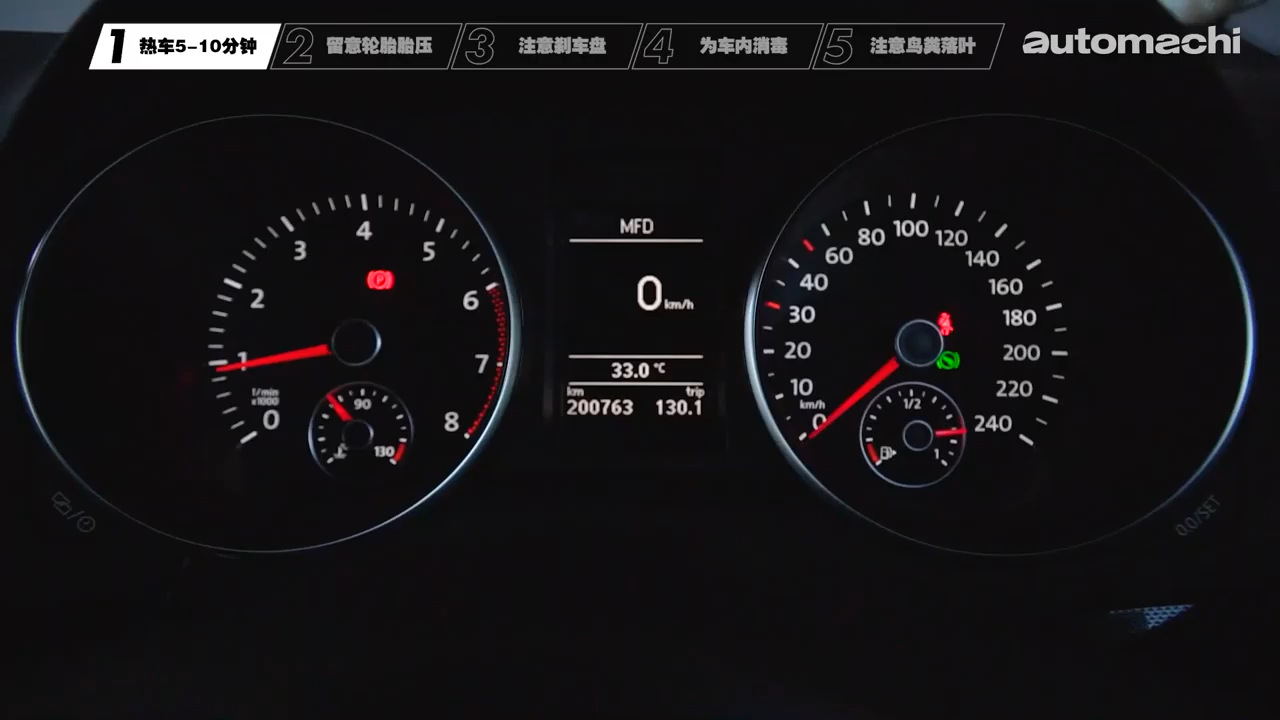 1 热车5-10分钟
2 留意轮胎胎压
3 注意刹车盘
4 为车内消毒
5 注意鸟粪落叶
automachi
0
1
2
3
4
5
6
7
8
1/min
x1000
90
130
MFD
0 km/h
33.0 °C
km trip
200763 130.1
0
10
20
30
40
60
80
100
120
140
160
180
200
220
240
km/h
1/2
1
P
0.0/SET